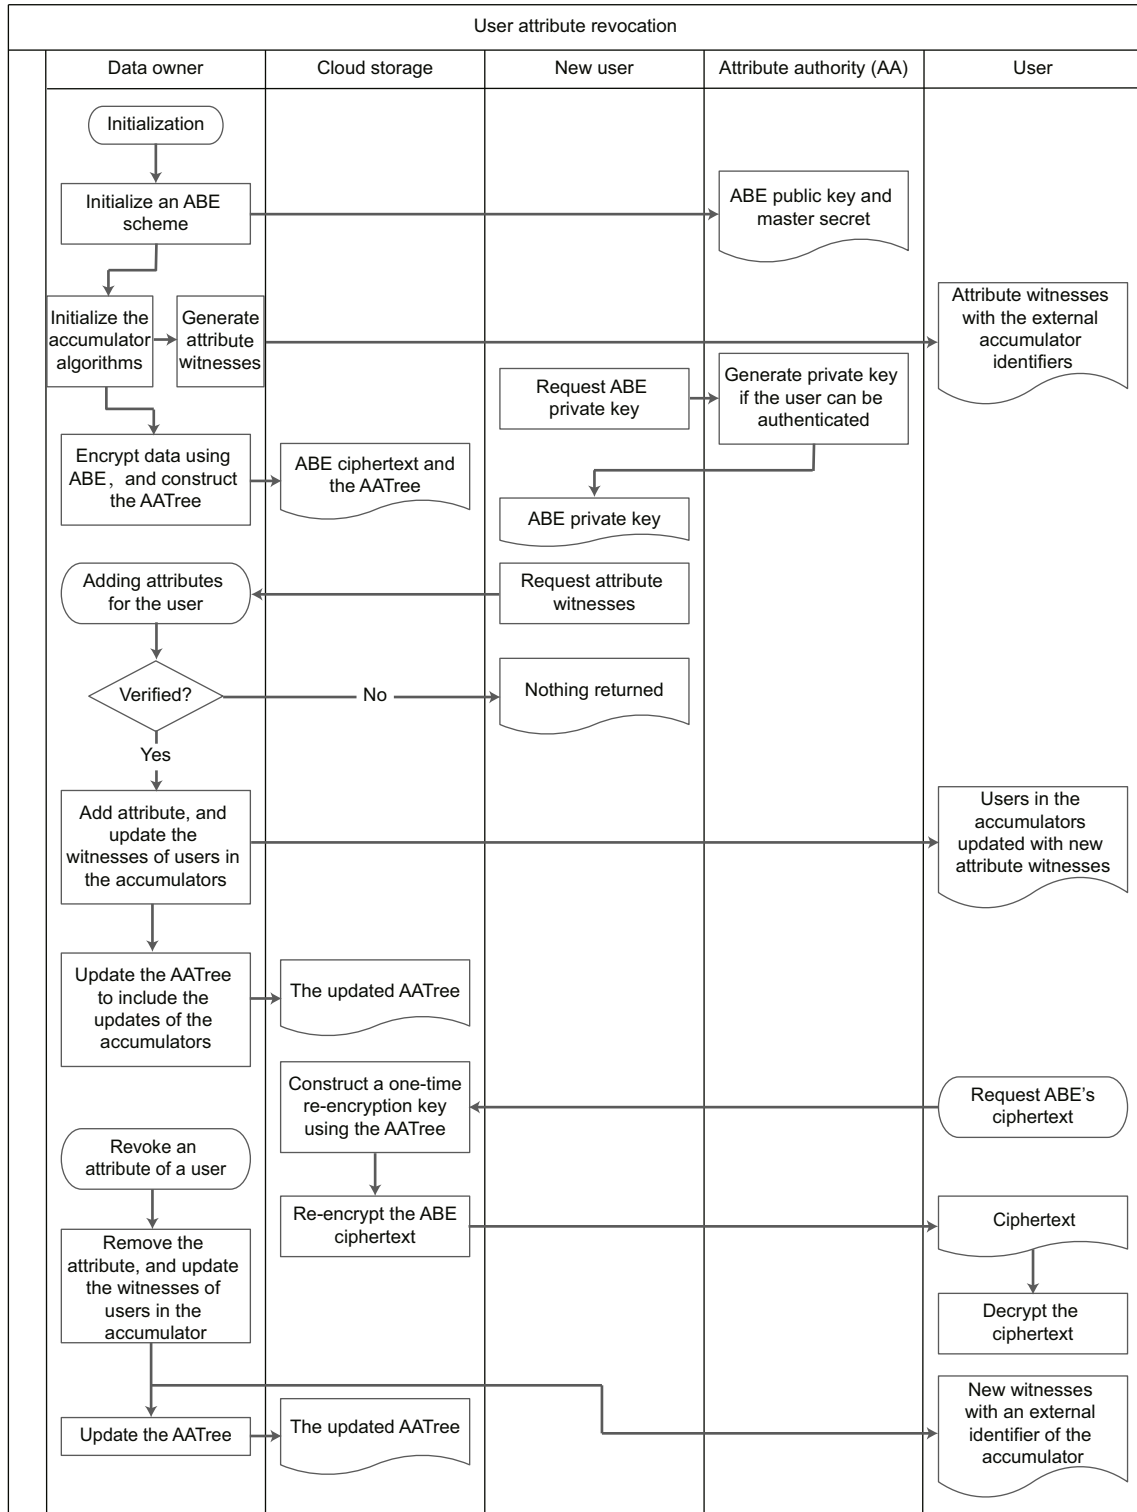 User attribute revocation
Data owner
Cloud storage
New user
Attribute authority (AA)
User
Initialization
Initialize an ABE
scheme
ABE public key and
master secret
Initialize the
accumulator
algorithms
Generate
attribute
witnesses
Attribute witnesses
with the external
accumulator
identifiers
Request ABE
private key
Generate private key
if the user can be
authenticated
Encrypt data using
ABE, and construct
the AATree
ABE ciphertext and
the AATree
ABE private key
Adding attributes
for the user
Request attribute
witnesses
Verified?
No
Nothing returned
Yes
Add attribute, and
update the
witnesses of users in
the accumulators
Users in the
accumulators
updated with new
attribute witnesses
Update the AATree
to include the
updates of the
accumulators
The updated AATree
Construct a one-time
re-encryption key
using the AATree
Request ABE's
ciphertext
Revoke an
attribute of a user
Re-encrypt the ABE
ciphertext
Ciphertext
Remove the
attribute, and update
the witnesses of
users in the
accumulator
Decrypt the
ciphertext
Update the AATree
The updated AATree
New witnesses
with an external
identifier of the
accumulator